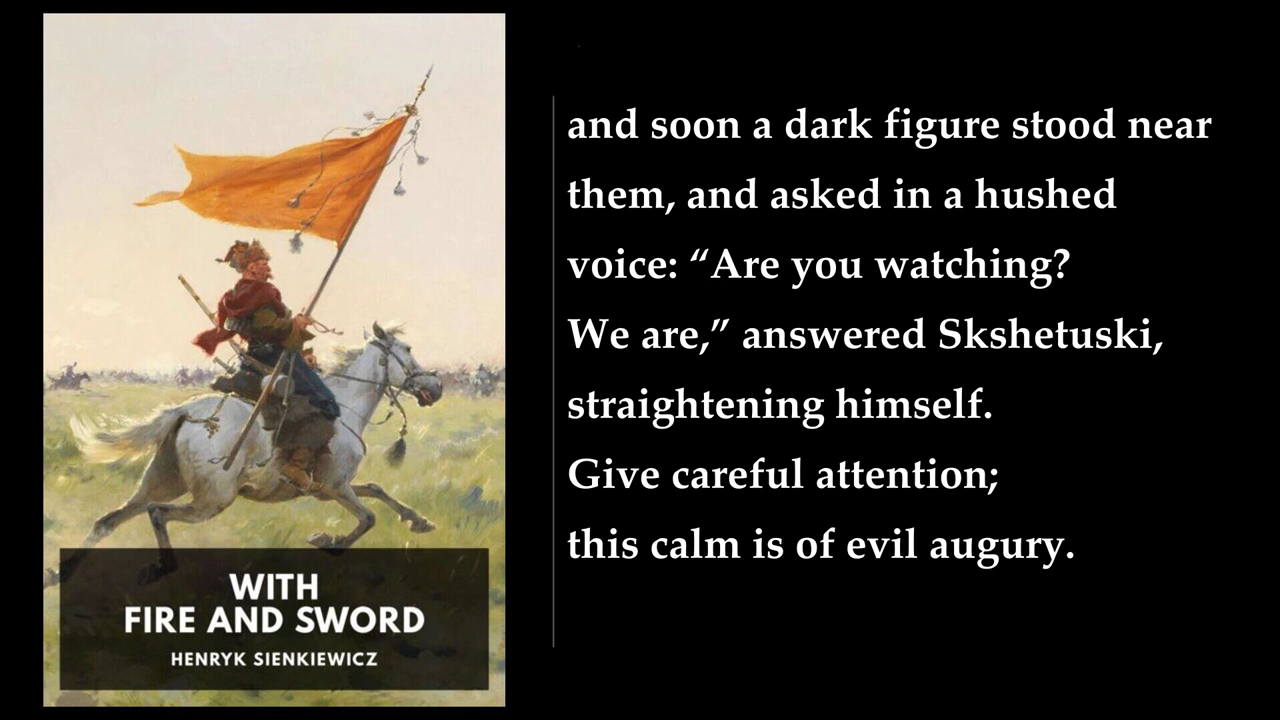 WITH
FIRE AND SWORD
HENRYK SIENKIEWICZ
and soon a dark figure stood near
them, and asked in a hushed
voice: “Are you watching?
We are,” answered Skshetuski,
straightening himself.
Give careful attention;
this calm is of evil augury.